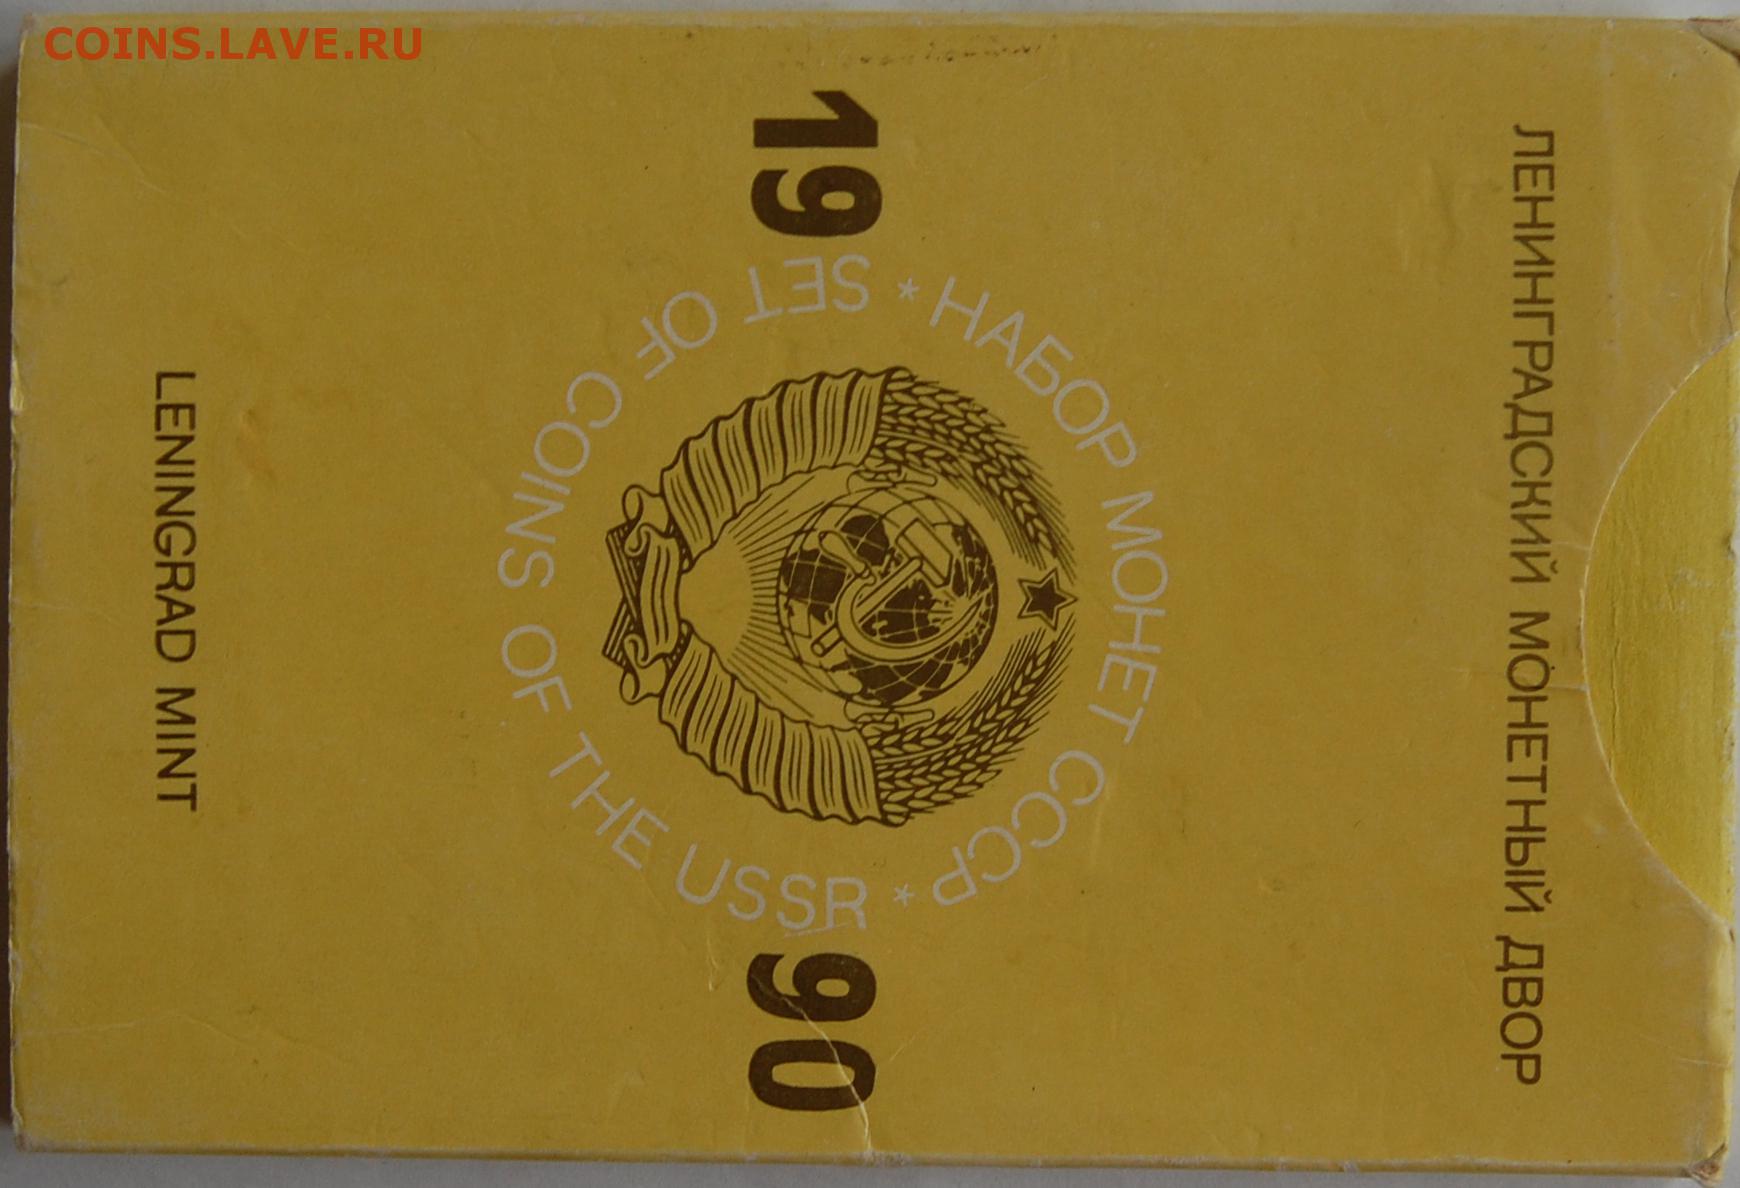 COINS.LAVE.RU
ЛЕНИНГРАДСКИЙ МОНЕТНЫЙ ДВОР
* НАБОР МОНЕТ СССР *
19 90
SET OF COINS OF THE USSR
LENINGRAD MINT